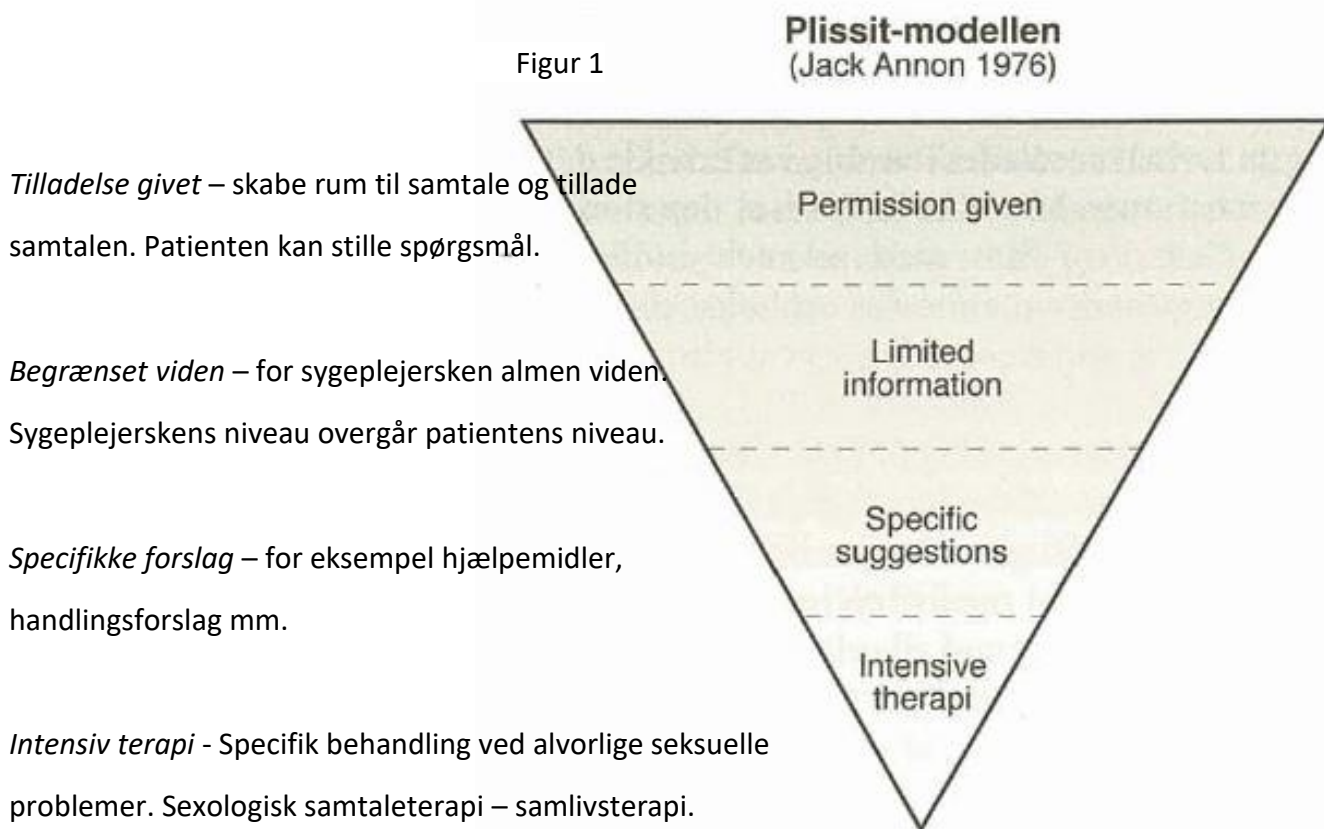 Plissit-modellen
(Jack Annon 1976)
Figur 1
Tilladelse givet – skabe rum til samtale og tillade
samtalen. Patienten kan stille spørgsmål.
Permission given
Begrænset viden – for sygeplejersken almen viden.
Sygeplejerskens niveau overgår patientens niveau.
Limited
information
Specifikke forslag – for eksempel hjælpemidler,
handlingsforslag mm.
Specific
suggestions
Intensiv terapi - Specifik behandling ved alvorlige seksuelle
problemer. Sexologisk samtaleterapi – samlivsterapi.
Intensive
therapi